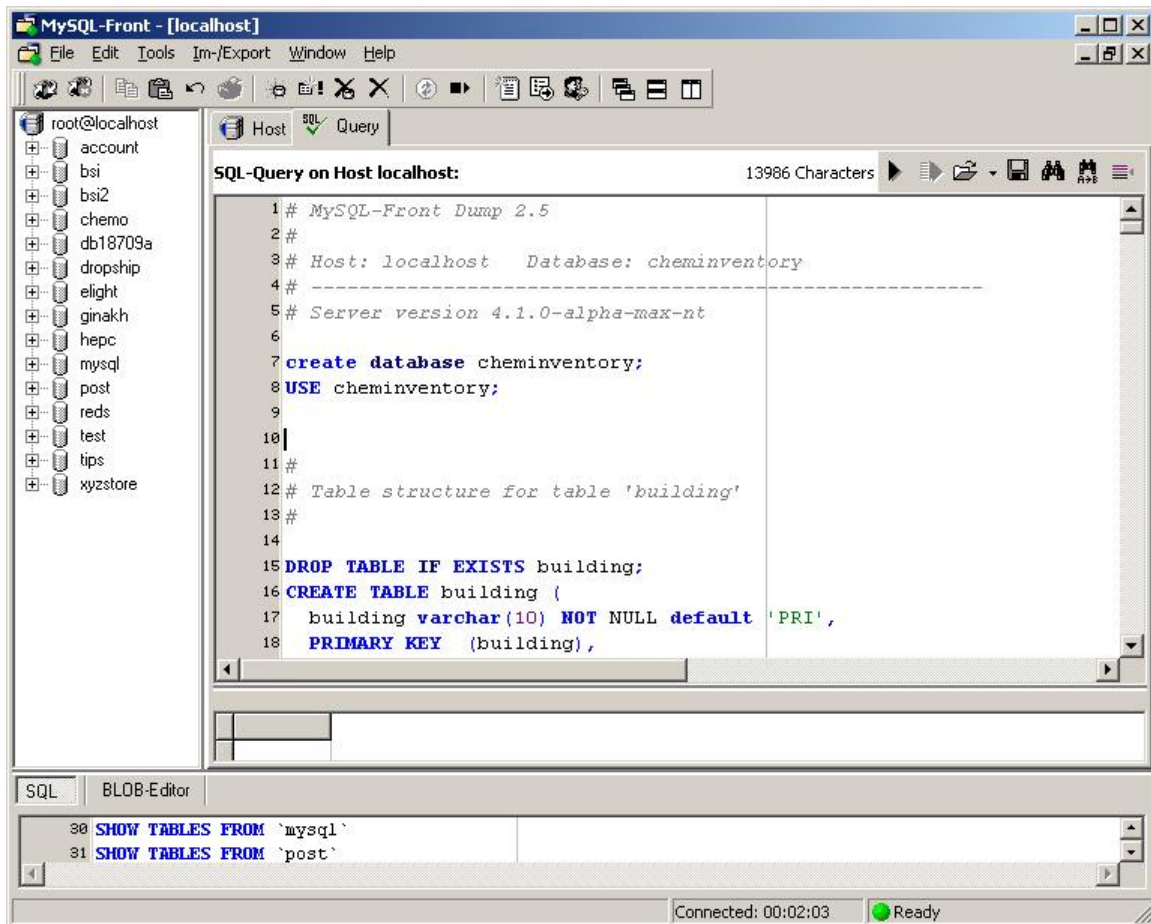 MySQL-Front - [localhost]
File Edit Tools Im-/Export Window Help
root@localhost
account
bsi
bsi2
chemo
db18709a
dropship
elight
ginakh
hepc
mysql
post
reds
test
tips
xyzstore
Host SQL Query
SQL-Query on Host localhost: 13986 Characters
1 # MySQL-Front Dump 2.5
2 #
3 # Host: localhost   Database: cheminventory
4 # --------------------------------------------------------
5 # Server version 4.1.0-alpha-max-nt
6
7 create database cheminventory;
8 USE cheminventory;
9
10
11 #
12 # Table structure for table 'building'
13 #
14
15 DROP TABLE IF EXISTS building;
16 CREATE TABLE building (
17   building varchar(10) NOT NULL default 'PRI',
18   PRIMARY KEY  (building),
SQL BLOB-Editor
30 SHOW TABLES FROM `mysql`
31 SHOW TABLES FROM `post`
Connected: 00:02:03 Ready